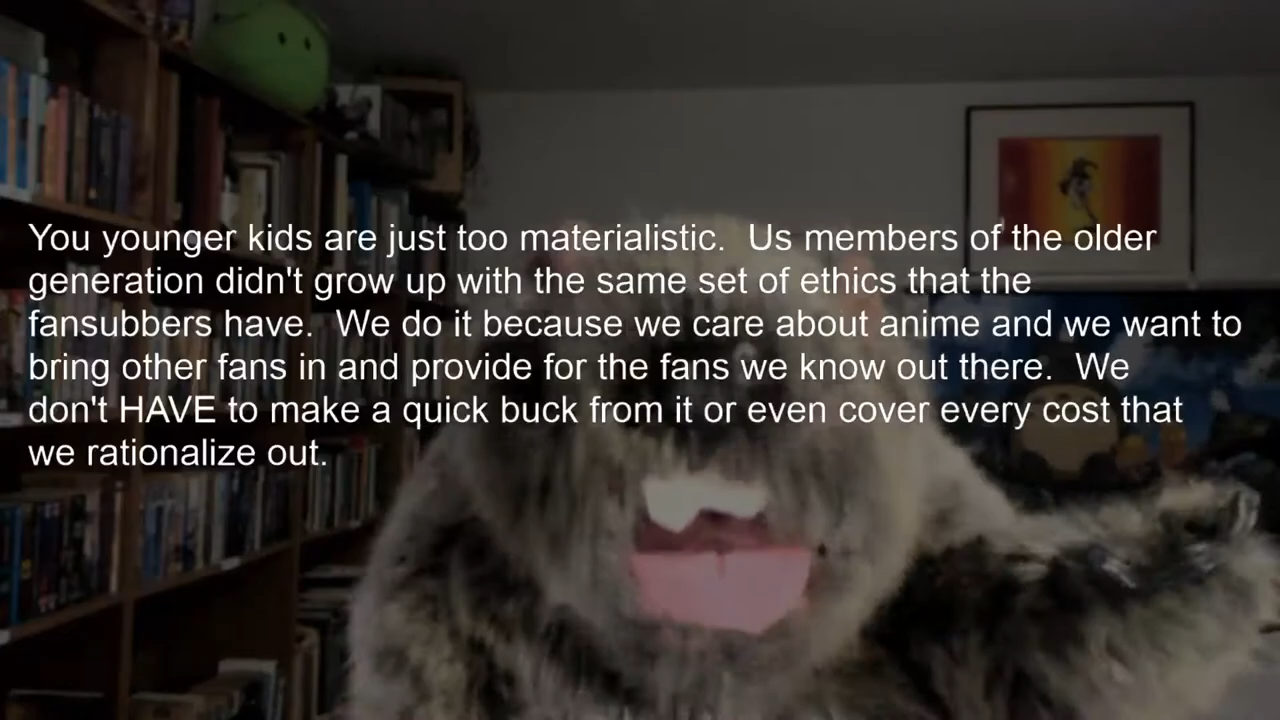 You younger kids are just too materialistic.  Us members of the older
generation didn't grow up with the same set of ethics that the
fansubbers have.  We do it because we care about anime and we want to
bring other fans in and provide for the fans we know out there.  We
don't HAVE to make a quick buck from it or even cover every cost that
we rationalize out.